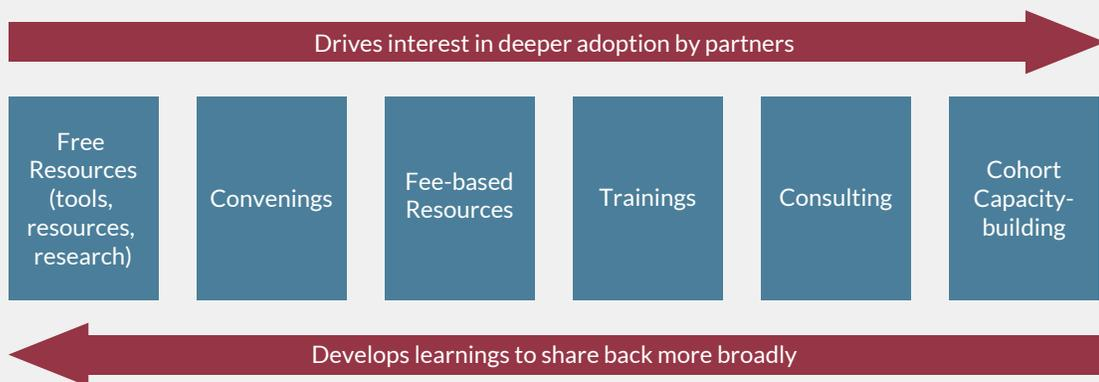 Drives interest in deeper adoption by partners
Free
Resources
(tools,
resources,
research)
Convenings
Fee-based
Resources
Trainings
Consulting
Cohort
Capacity-
building
Develops learnings to share back more broadly